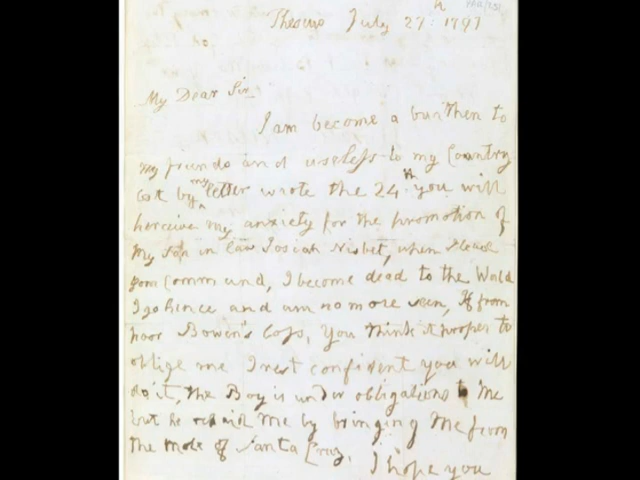 Theseus July 27:th 1797
My Dear Sir
I am become a burthen to
my friends and useless to my Country
but by my letter wrote the 24th you will
perceive my anxiety for the promotion of
My son in law Josiah Nisbet, when I leave
your Command, I become dead to the World
I go hence and am no more seen, If from
poor Bowen's Loss, You think it proper to
oblige me I rest confident you will
do it, the Boy is under obligations to Me
but he repaid Me by bringing Me from
the mole of Santa Cruz. I hope you